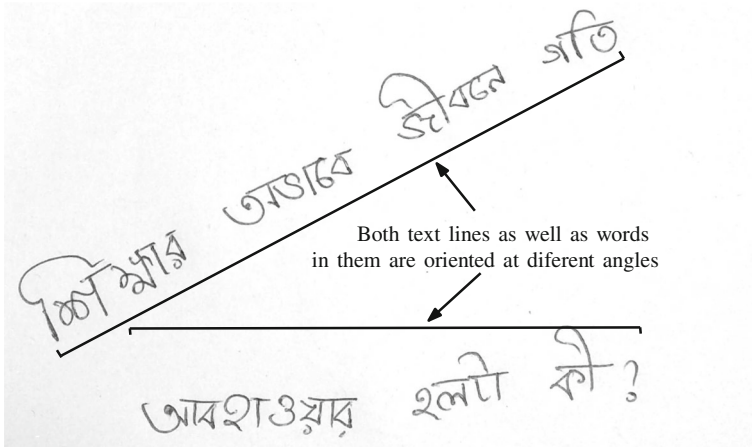 শিক্ষার অভাবে জীবনে গতি
Both text lines as well as words
in them are oriented at diferent angles
আবহাওয়ার হলটা কী ?